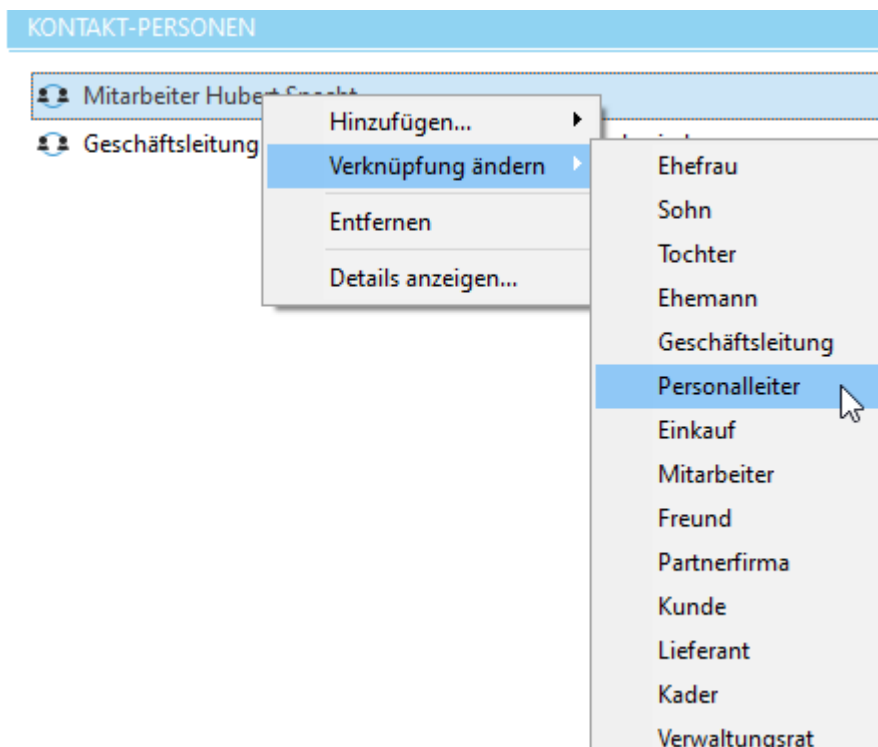 KONTAKT-PERSONEN
Mitarbeiter Hubert
Geschäftsleitung
Hinzufügen...
Verknüpfung ändern
Entfernen
Details anzeigen...
Ehefrau
Sohn
Tochter
Ehemann
Geschäftsleitung
Personalleiter
Einkauf
Mitarbeiter
Freund
Partnerfirma
Kunde
Lieferant
Kader
Verwaltungsrat